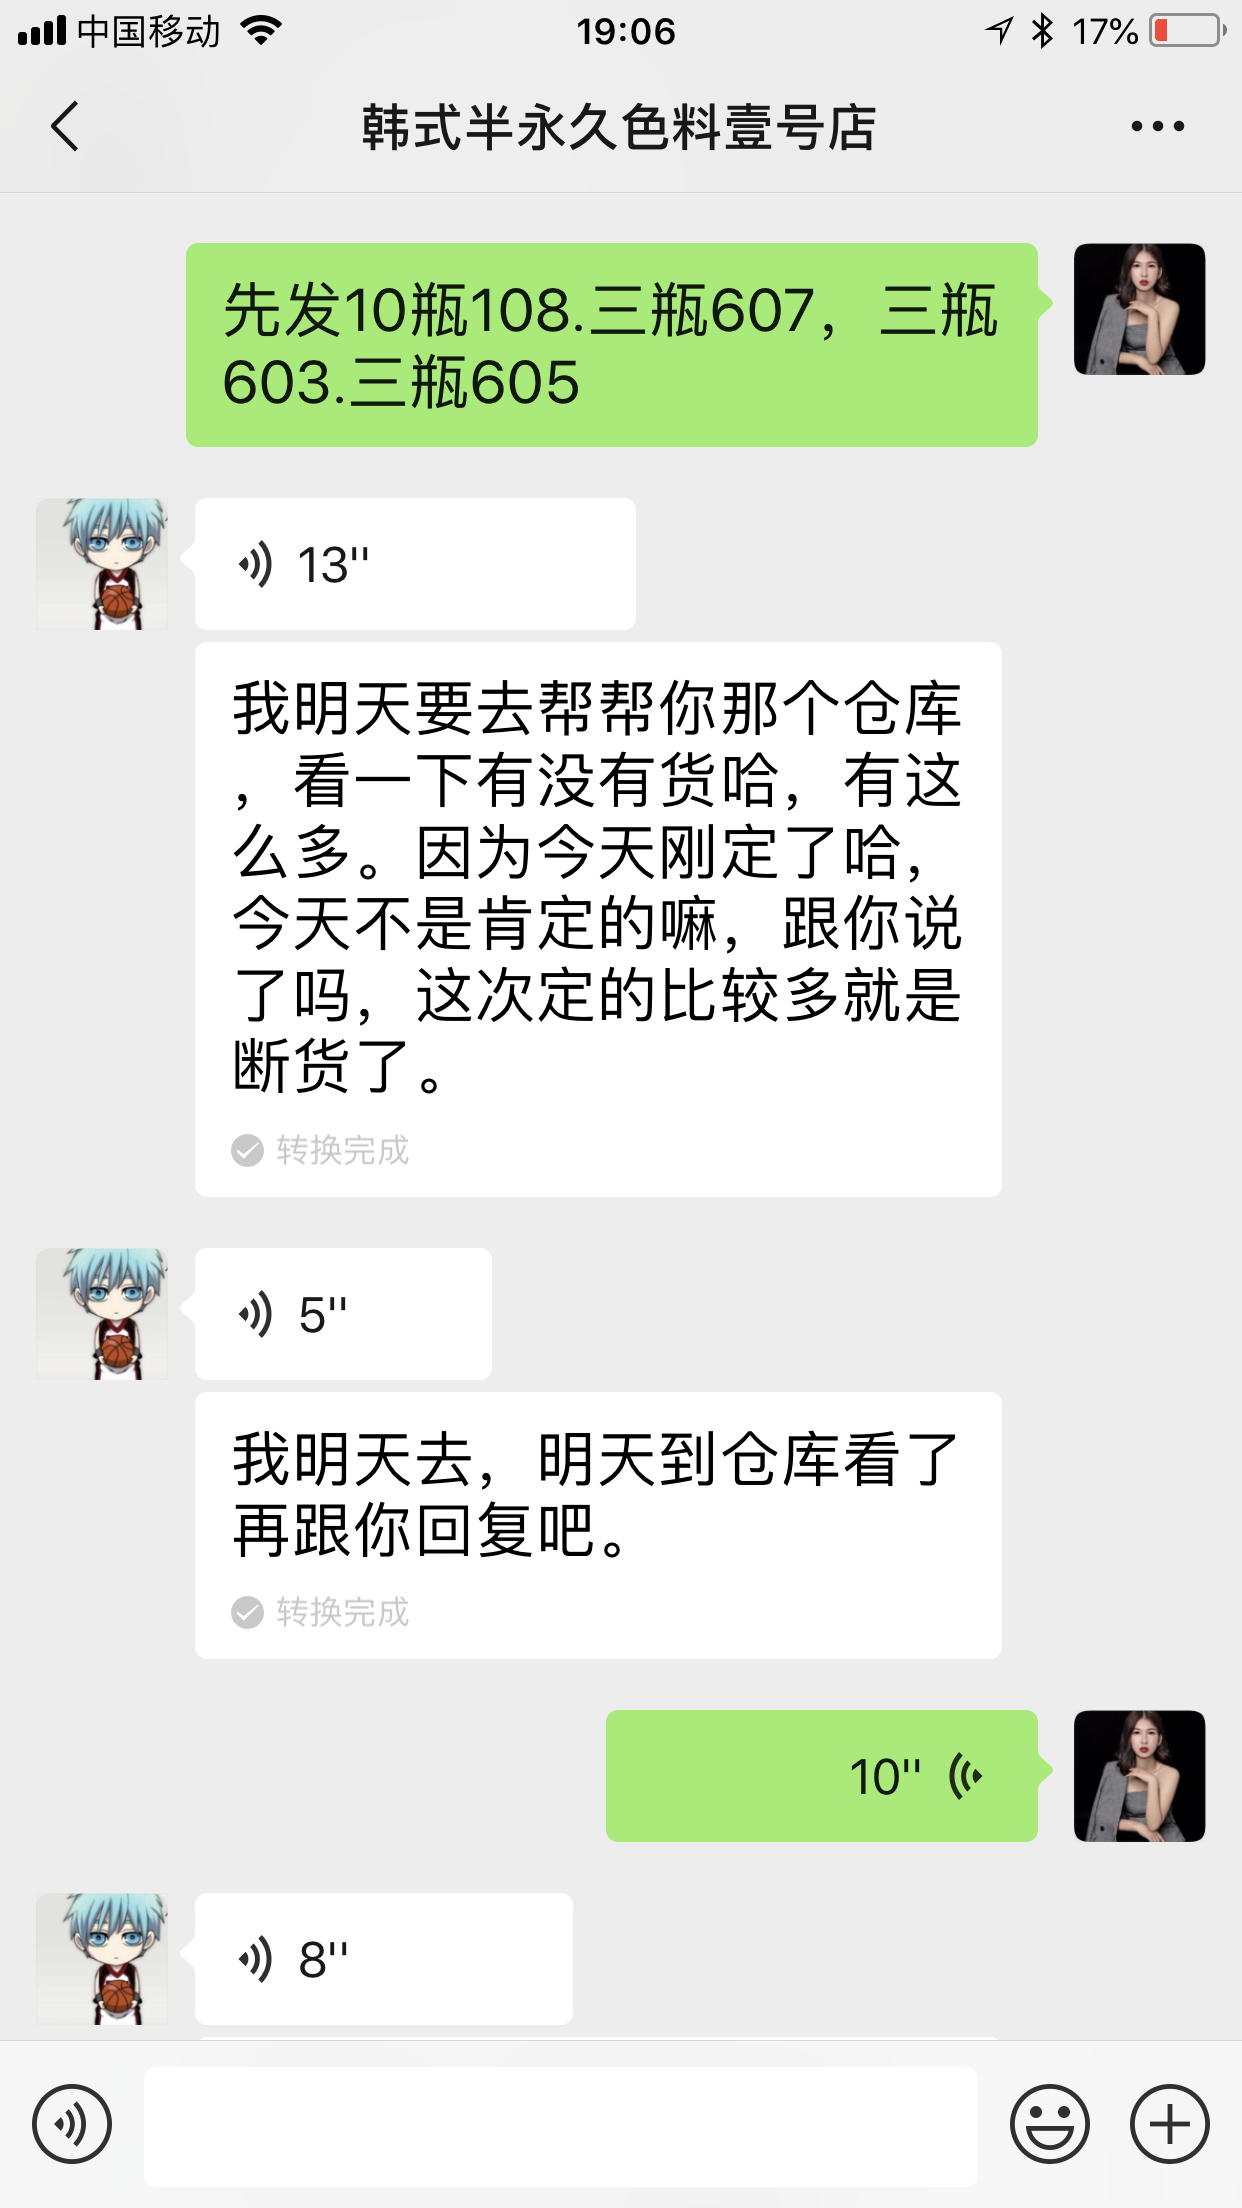 中国移动
19:06
17%
韩式半永久色料壹号店
先发10瓶108.三瓶607，三瓶
603.三瓶605
13"
我明天要去帮帮你那个仓库
，看一下有没有货哈，有这
么多。因为今天刚定了哈，
今天不是肯定的嘛，跟你说
了吗，这次定的比较多就是
断货了。
转换完成
5"
我明天去，明天到仓库看了
再跟你回复吧。
转换完成
10"
8"